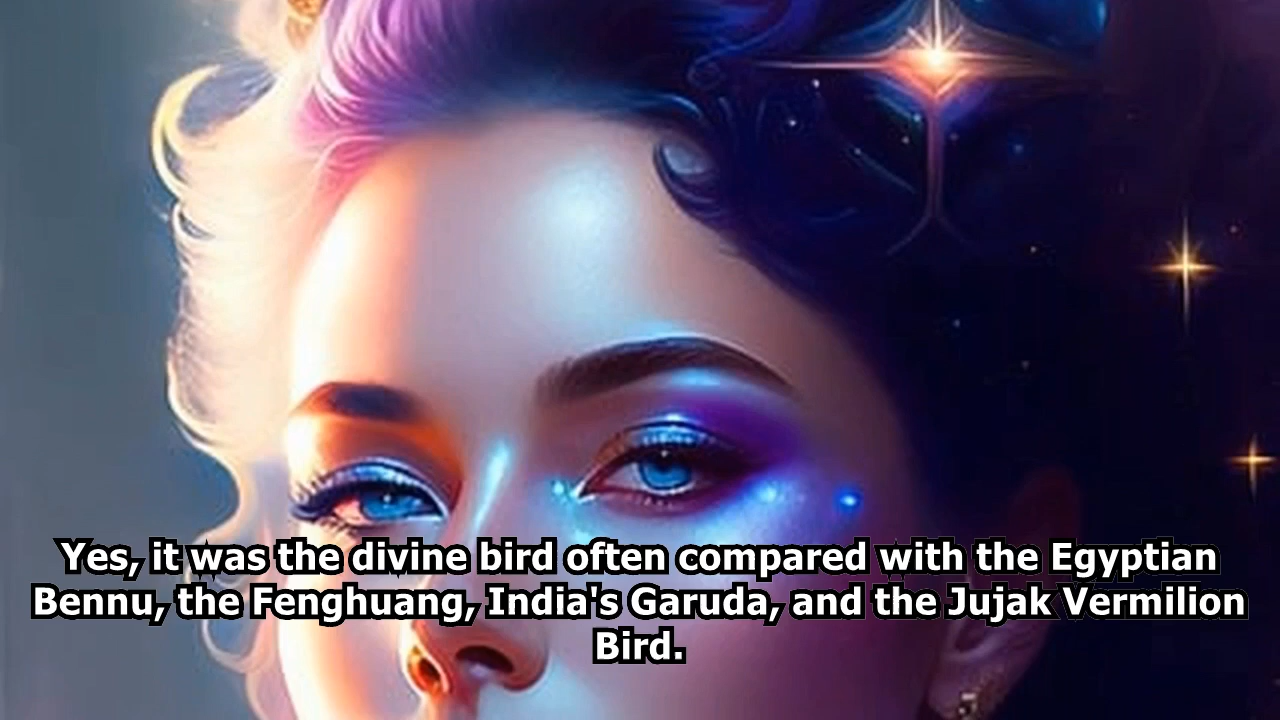 Yes, it was the divine bird often compared with the Egyptian
Bennu, the Fenghuang, India's Garuda, and the Jujak Vermilion
Bird.